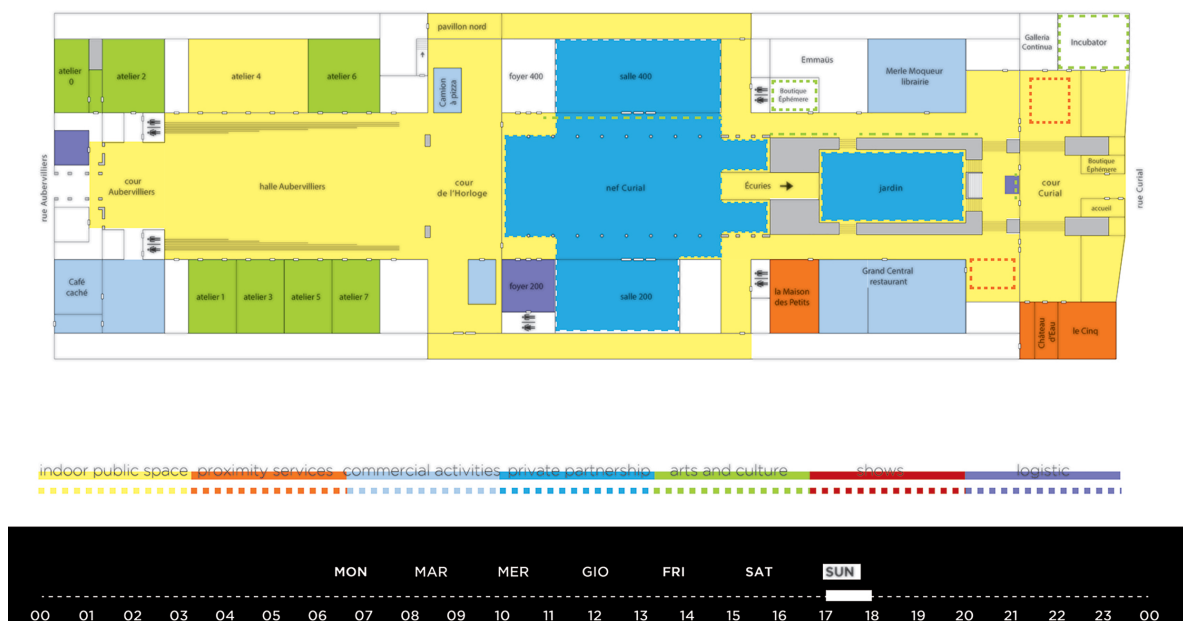 pavillon nord
Galleria
Continua
Incubator
atelier
0
atelier 2
atelier 4
atelier 6
Camion
à pizza
foyer 400
salle 400
Emmaüs
Boutique
Éphémère
Merle Moqueur
librairie
rue Aubervilliers
cour
Aubervilliers
halle Aubervilliers
cour
de l'Horloge
nef Curial
Écuries
jardin
cour
Curial
Boutique
Éphémère
accueil
rue Curial
Café
caché
atelier 1
atelier 3
atelier 5
atelier 7
foyer 200
salle 200
la Maison
des Petits
Grand Central
restaurant
Château
d'Eau
le Cinq
indoor public space
proximity services
commercial activities
private partnership
arts and culture
shows
logistic
MON MAR MER GIO FRI SAT SUN
00 01 02 03 04 05 06 07 08 09 10 11 12 13 14 15 16 17 18 19 20 21 22 23 00